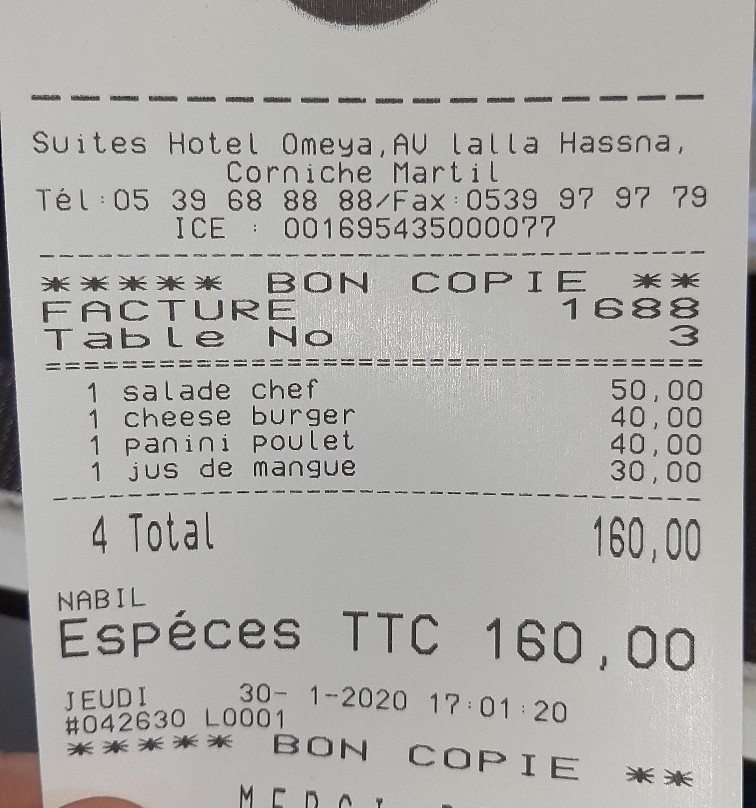 Suites Hotel Omeya,AV lalla Hassna,
Corniche Martil
Tél:05 39 68 88 88/Fax:0539 97 97 79
ICE : 001695435000077
***** BON COPIE **
FACTURE 1688
Table No 3
1 salade chef 50,00
1 cheese burger 40,00
1 panini poulet 40,00
1 jus de mangue 30,00
4 Total 160,00
NABIL
Espéces TTC 160,00
JEUDI 30- 1-2020 17:01:20
#042630 L0001
***** BON COPIE **